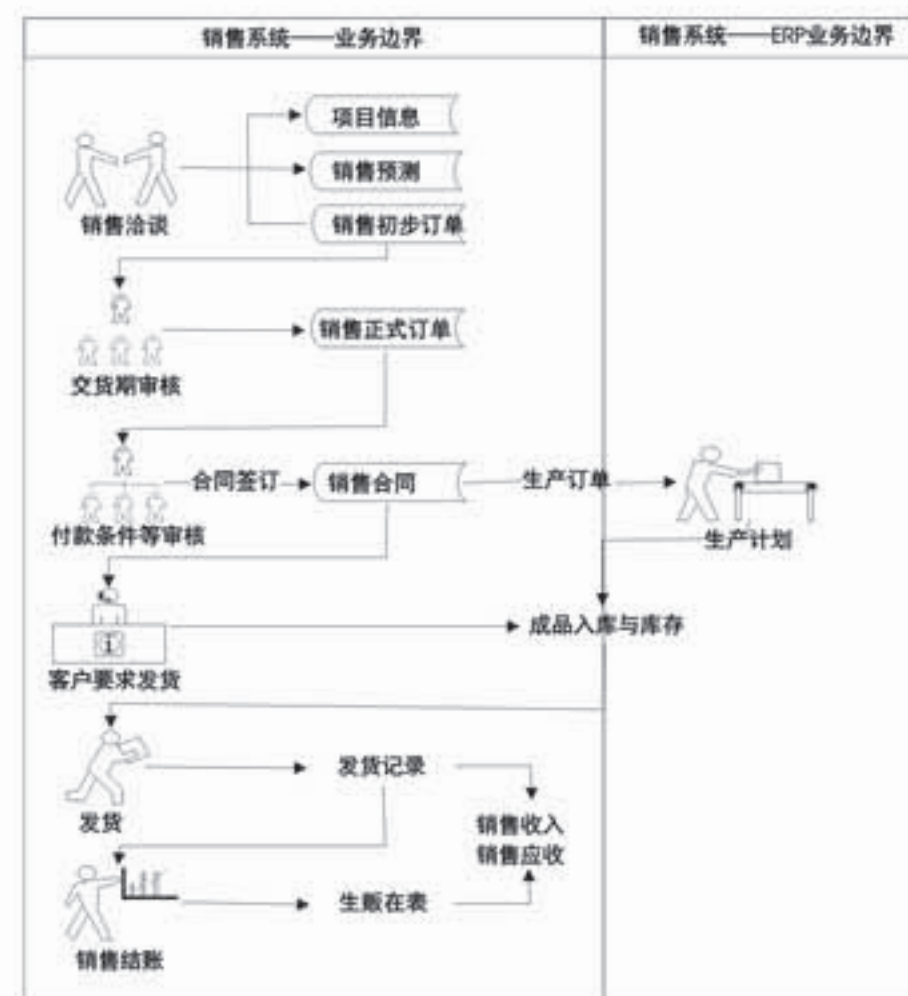 销售系统——业务边界
销售系统——ERP业务边界
项目信息
销售预测
销售洽谈
销售初步订单
销售正式订单
交货期审核
合同签订
销售合同
生产订单
付款条件等审核
生产计划
成品入库与库存
客户要求发货
发货记录
发货
销售收入
销售应收
生贩在表
销售结账